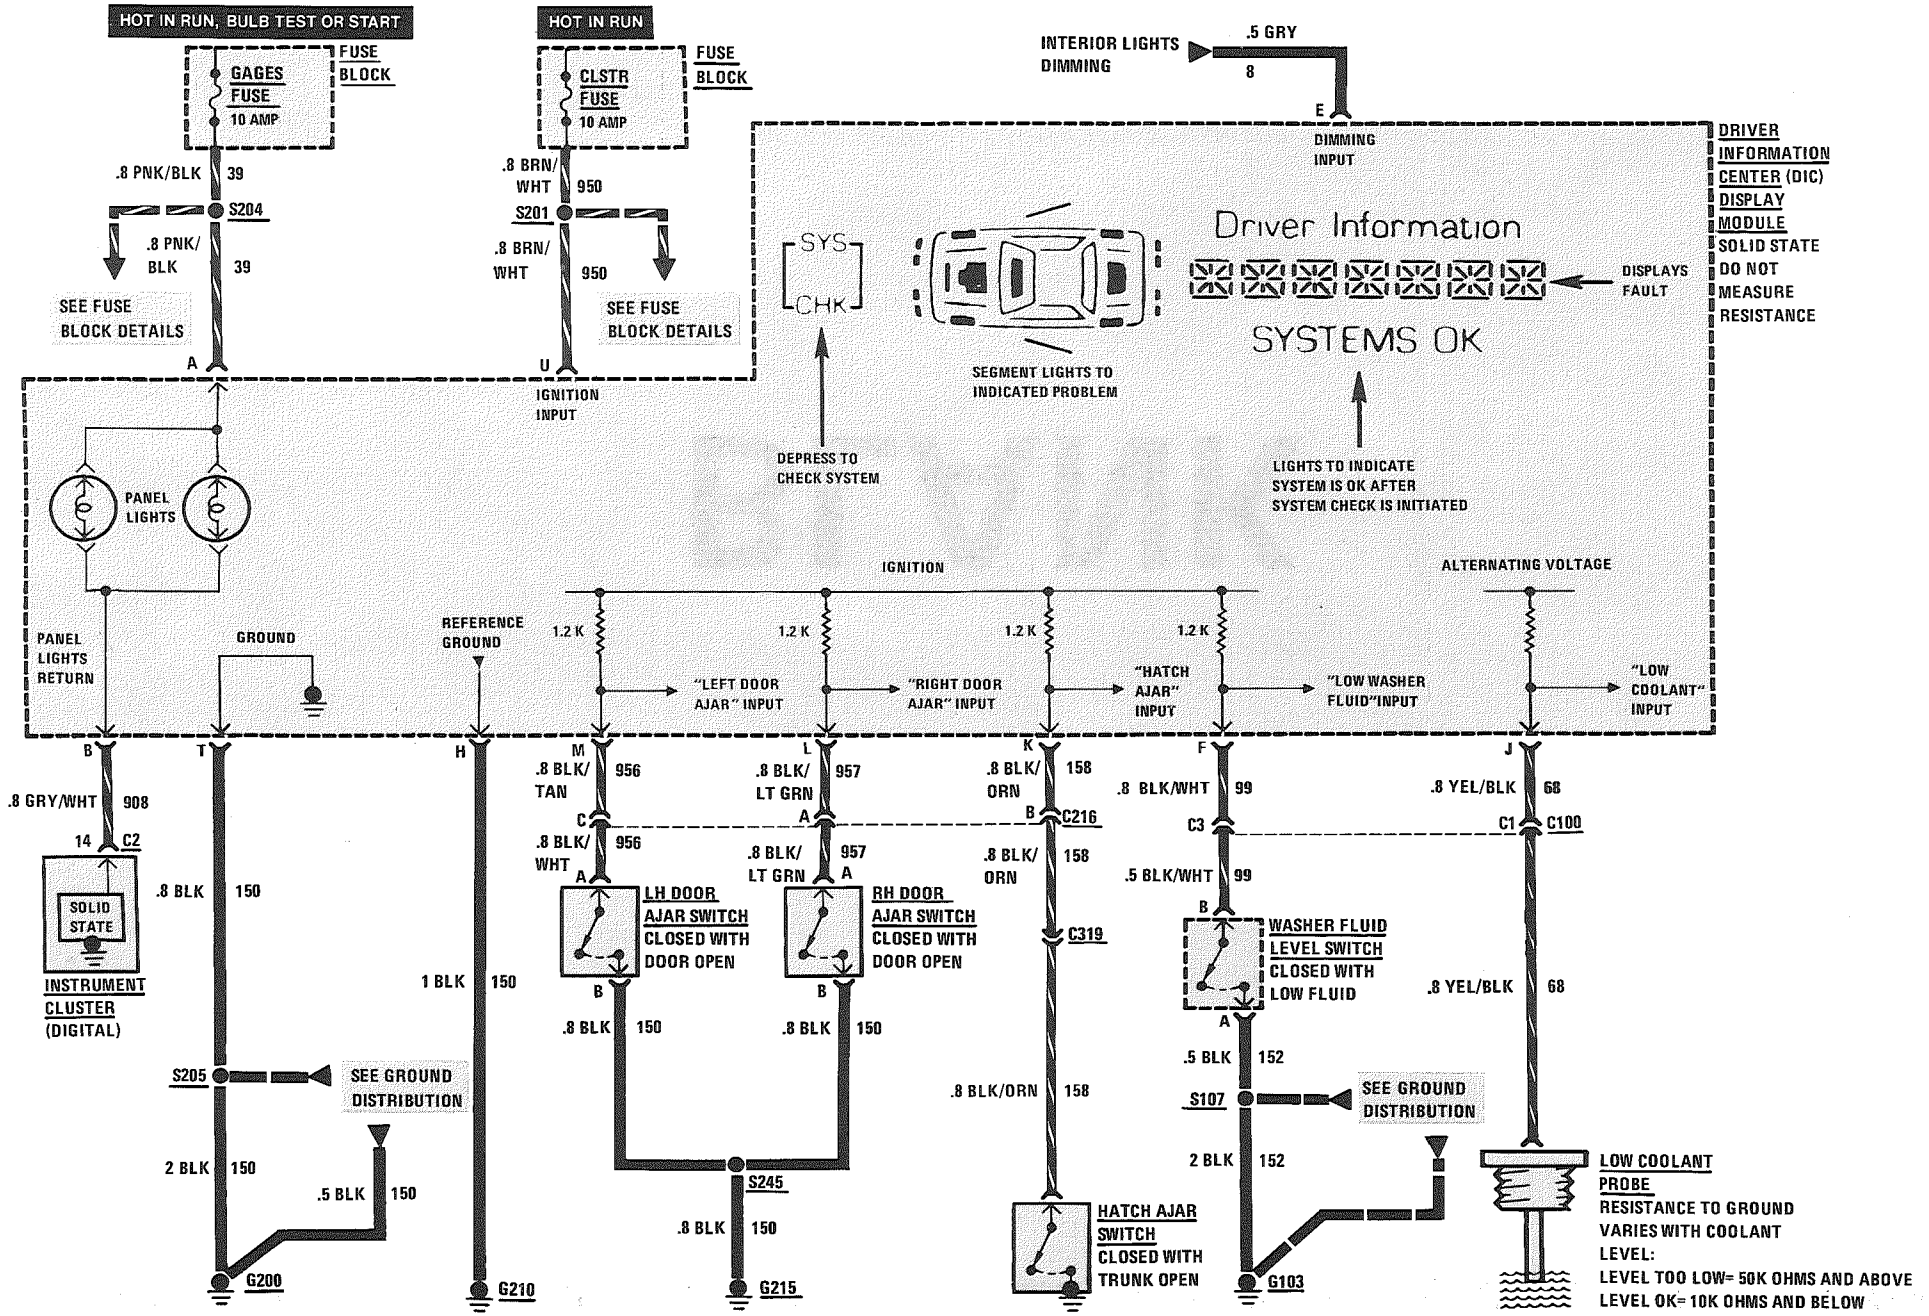 HOT IN RUN, BULB TEST OR START
HOT IN RUN
GAGES
FUSE
10 AMP
FUSE
BLOCK
CLSTR
FUSE
10 AMP
FUSE
BLOCK
INTERIOR LIGHTS
DIMMING
.5 GRY
8
E
DIMMING
INPUT
DRIVER
INFORMATION
CENTER (DIC)
DISPLAY
MODULE
SOLID STATE
DO NOT
MEASURE
RESISTANCE
.8 PNK/BLK
39
S204
.8 PNK/
BLK
39
SEE FUSE
BLOCK DETAILS
A
.8 BRN/
WHT
950
S201
.8 BRN/
WHT
950
SEE FUSE
BLOCK DETAILS
U
IGNITION
INPUT
SYS
CHK
DEPRESS TO
CHECK SYSTEM
SEGMENT LIGHTS TO
INDICATED PROBLEM
Driver Information
DISPLAYS
FAULT
SYSTEMS OK
LIGHTS TO INDICATE
SYSTEM IS OK AFTER
SYSTEM CHECK IS INITIATED
PANEL
LIGHTS
PANEL
LIGHTS
RETURN
GROUND
REFERENCE
GROUND
IGNITION
ALTERNATING VOLTAGE
1.2 K
1.2 K
1.2 K
1.2 K
"LEFT DOOR
AJAR" INPUT
"RIGHT DOOR
AJAR" INPUT
"HATCH
AJAR"
INPUT
"LOW WASHER
FLUID"INPUT
"LOW
COOLANT"
INPUT
B
T
H
M
L
K
F
J
.8 GRY/WHT
908
14
C2
SOLID
STATE
INSTRUMENT
CLUSTER
(DIGITAL)
.8 BLK
150
S205
SEE GROUND
DISTRIBUTION
2 BLK
150
.5 BLK
150
G200
1 BLK
150
G210
.8 BLK/
TAN
956
C
.8 BLK/
WHT
956
A
LH DOOR
AJAR SWITCH
CLOSED WITH
DOOR OPEN
B
.8 BLK
150
.8 BLK/
LT GRN
957
A
.8 BLK/
LT GRN
957
A
RH DOOR
AJAR SWITCH
CLOSED WITH
DOOR OPEN
B
.8 BLK
150
S245
.8 BLK
150
G215
.8 BLK/
ORN
158
B
C216
.8 BLK/
ORN
158
C319
.8 BLK/ORN
158
HATCH AJAR
SWITCH
CLOSED WITH
TRUNK OPEN
.8 BLK/WHT
99
C3
.5 BLK/WHT
99
B
WASHER FLUID
LEVEL SWITCH
CLOSED WITH
LOW FLUID
A
.5 BLK
152
S107
SEE GROUND
DISTRIBUTION
2 BLK
152
G103
.8 YEL/BLK
68
C1
C100
.8 YEL/BLK
68
LOW COOLANT
PROBE
RESISTANCE TO GROUND
VARIES WITH COOLANT
LEVEL:
LEVEL TOO LOW= 50K OHMS AND ABOVE
LEVEL OK= 10K OHMS AND BELOW